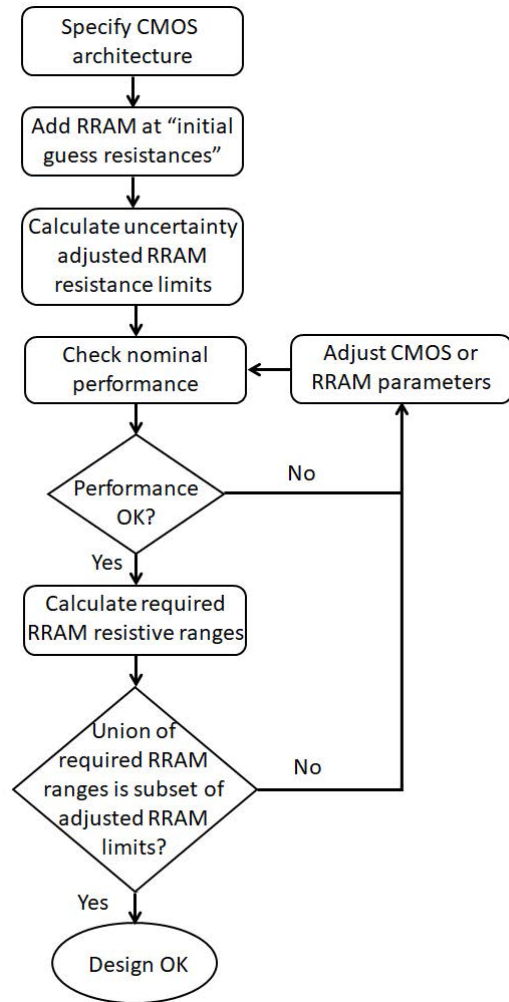 Specify CMOS
architecture
Add RRAM at “initial
guess resistances”
Calculate uncertainty
adjusted RRAM
resistance limits
Check nominal
performance
Adjust CMOS or
RRAM parameters
Performance
OK?
No
Yes
Calculate required
RRAM resistive ranges
Union of
required RRAM
ranges is subset of
adjusted RRAM
limits?
No
Yes
Design OK